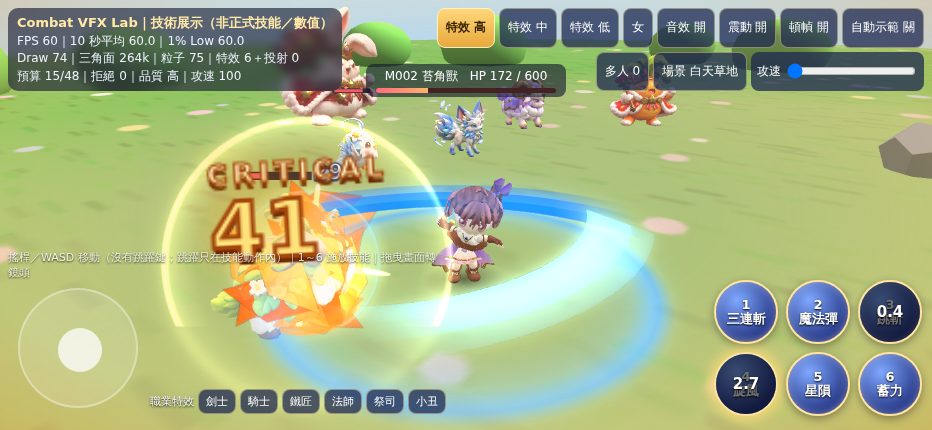 Combat VFX Lab｜技術展示（非正式技能／數值）
FPS 60｜10 秒平均 60.0｜1% Low 60.0
Draw 74｜三角面 264k｜粒子 75｜特效 6＋投射 0
預算 15/48｜拒絕 0｜品質 高｜攻速 100
特效 高
特效 中
特效 低
女
音效 開
震動 開
頓幀 開
自動示範 關
多人 0
場景 白天草地
攻速
M002 苔角獸 HP 172 / 600
CRITICAL
41
搖桿／WASD 移動（沒有跳躍鍵；跳躍只在技能動作內）｜1～6 施放技能｜拖曳畫面轉
鏡頭
1
三連斬
2
魔法彈
0.4
2.7
5
星隕
6
蓄力
職業特效
劍士
騎士
鐵匠
法師
祭司
小丑